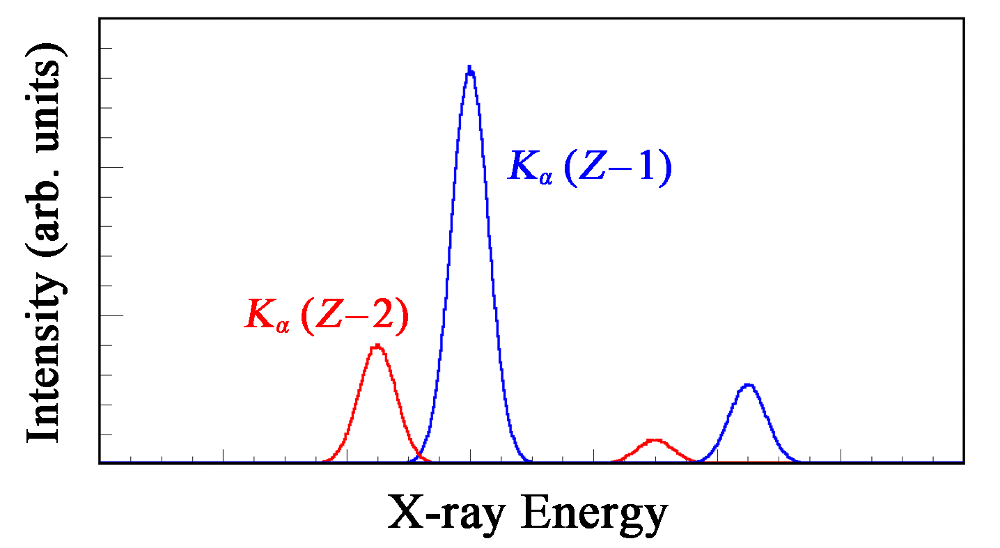 Intensity (arb. units)
Kα (Z−1)
Kα (Z−2)
X-ray Energy